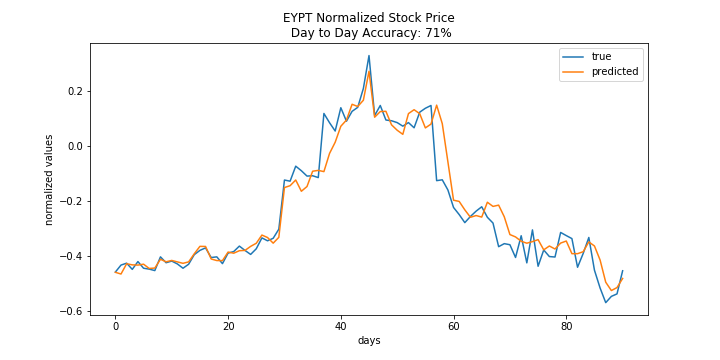 EYPT Normalized Stock Price
Day to Day Accuracy: 71%
true
predicted
normalized values
0.2
0.0
−0.2
−0.4
−0.6
0
20
40
60
80
days